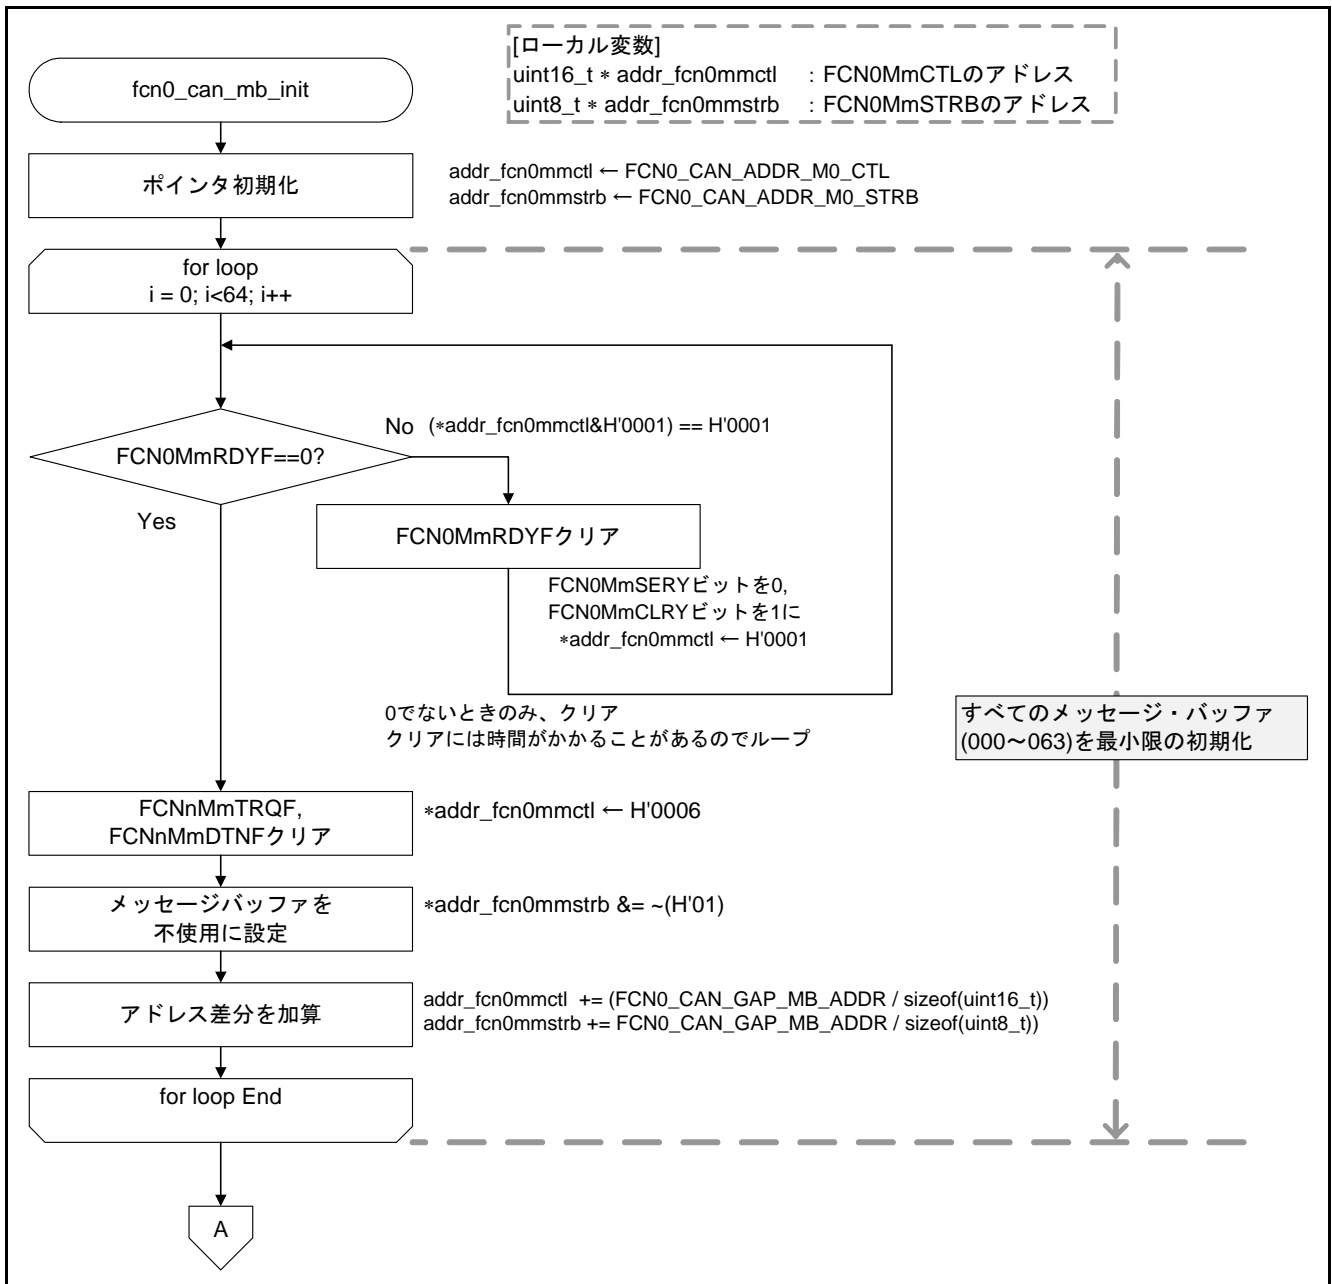 [ローカル変数]
uint16_t * addr_fcn0mmctl : FCN0MmCTLのアドレス
uint8_t * addr_fcn0mmstrb : FCN0MmSTRBのアドレス
fcn0_can_mb_init
ポインタ初期化
addr_fcn0mmctl ← FCN0_CAN_ADDR_M0_CTL
addr_fcn0mmstrb ← FCN0_CAN_ADDR_M0_STRB
for loop
i = 0; i<64; i++
No (*addr_fcn0mmctl&H'0001) == H'0001
FCN0MmRDYF==0?
Yes
FCN0MmRDYFクリア
FCN0MmSERYビットを0,
FCN0MmCLRYビットを1に
*addr_fcn0mmctl ← H'0001
0でないときのみ、クリア
クリアには時間がかかることがあるのでループ
すべてのメッセージ・バッファ
(000～063)を最小限の初期化
FCNnMmTRQF,
FCNnMmDTNFクリア
*addr_fcn0mmctl ← H'0006
メッセージバッファを
不使用に設定
*addr_fcn0mmstrb &= ~(H'01)
アドレス差分を加算
addr_fcn0mmctl += (FCN0_CAN_GAP_MB_ADDR / sizeof(uint16_t))
addr_fcn0mmstrb += FCN0_CAN_GAP_MB_ADDR / sizeof(uint8_t))
for loop End
A